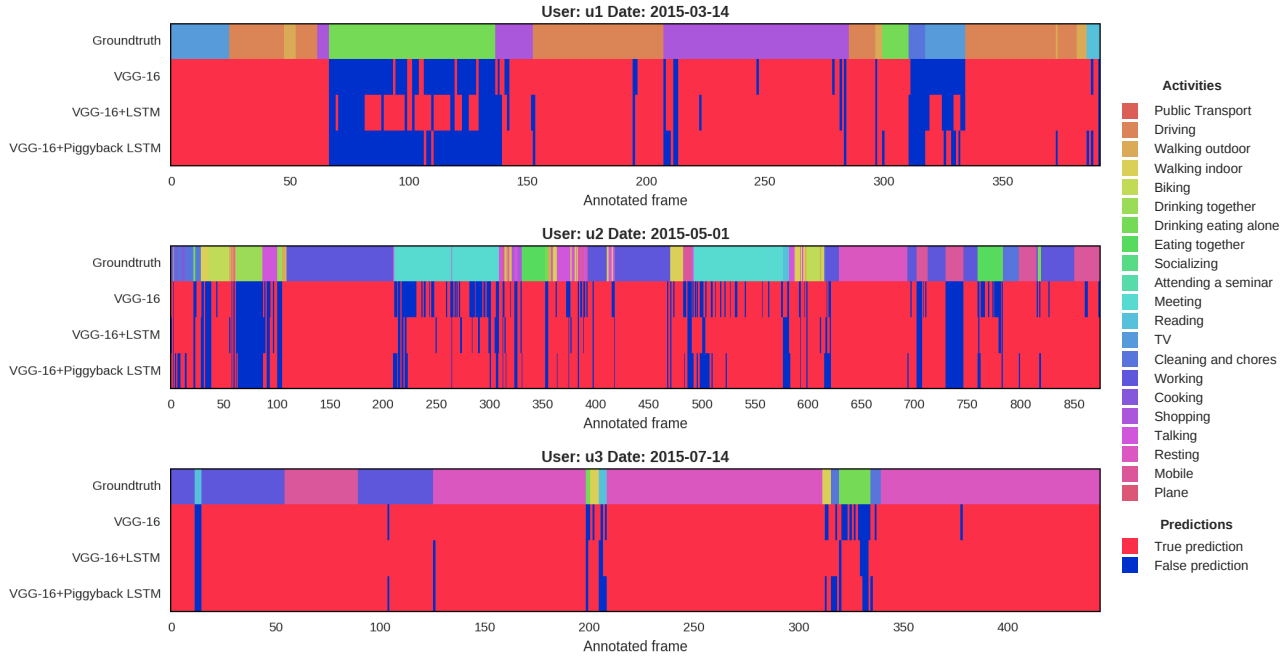 User: u1 Date: 2015-03-14
Groundtruth
VGG-16
VGG-16+LSTM
VGG-16+Piggyback LSTM
0 50 100 150 200 250 300 350
Annotated frame
User: u2 Date: 2015-05-01
Groundtruth
VGG-16
VGG-16+LSTM
VGG-16+Piggyback LSTM
0 50 100 150 200 250 300 350 400 450 500 550 600 650 700 750 800 850
Annotated frame
User: u3 Date: 2015-07-14
Groundtruth
VGG-16
VGG-16+LSTM
VGG-16+Piggyback LSTM
0 50 100 150 200 250 300 350 400
Annotated frame
Activities
Public Transport
Driving
Walking outdoor
Walking indoor
Biking
Drinking together
Drinking eating alone
Eating together
Socializing
Attending a seminar
Meeting
Reading
TV
Cleaning and chores
Working
Cooking
Shopping
Talking
Resting
Mobile
Plane
Predictions
True prediction
False prediction